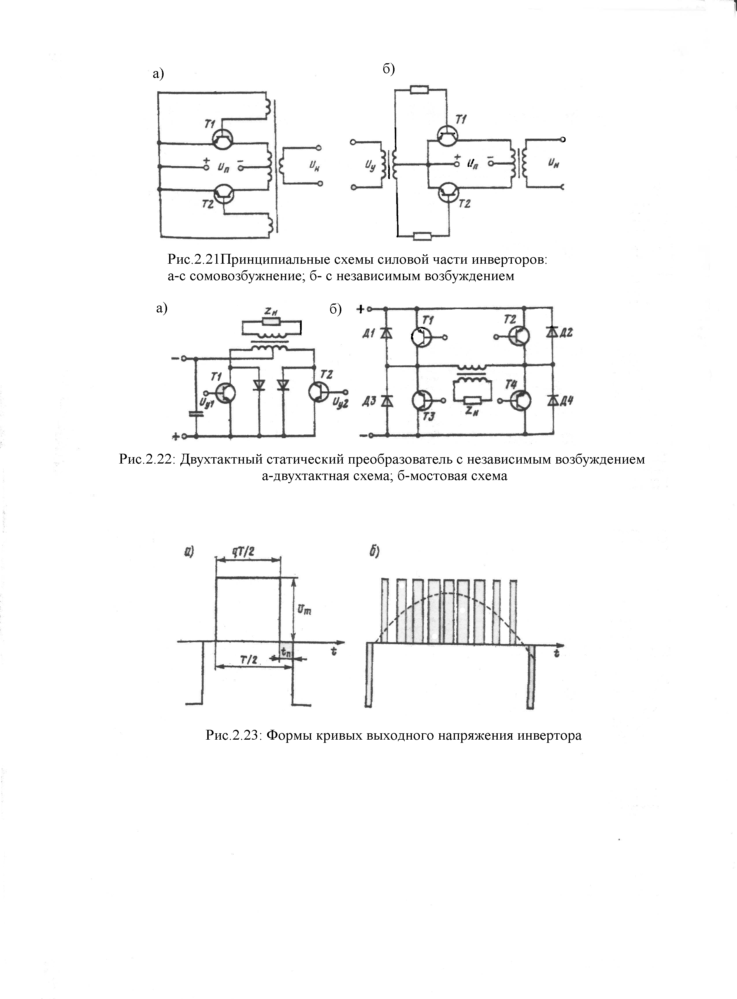 а)
б)
T1
+ Uп −
Uн
T2
Uу
T1
+ Uп −
Uн
T2
Рис.2.21Принципиальные схемы силовой части инверторов:
а-с сомовозбужнение; б- с независимым возбуждением
а)
Zн
−
T1
T2
Uу1
Uу2
+
б)
+
T1
T2
Д1
Д2
T4
Д3
Д4
T3
Zн
−
Рис.2.22: Двухтактный статический преобразователь с независимым возбуждением
а-двухтактная схема; б-мостовая схема
а)
qT/2
Um
tп
t
T/2
б)
t
Рис.2.23: Формы кривых выходного напряжения инвертора